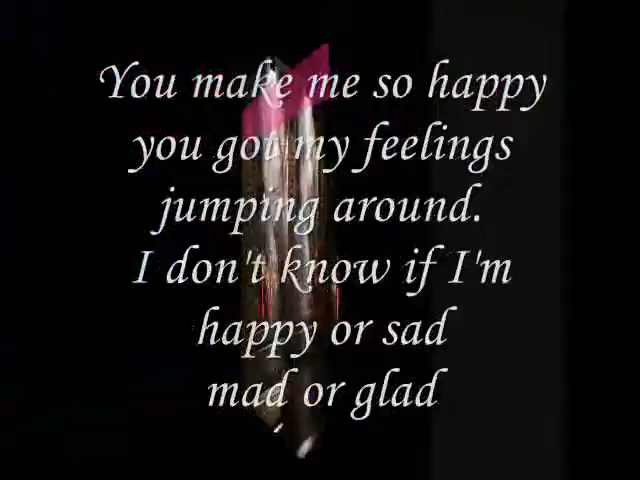 You make me so happy
you got my feelings
jumping around.
I don't know if I'm
happy or sad
mad or glad